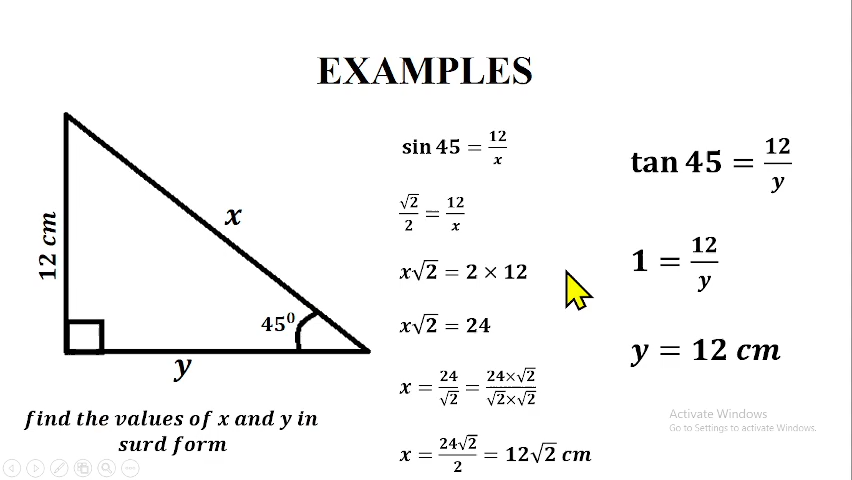 EXAMPLES
12 cm
x
45⁰
y
find the values of x and y in
surd form
sin 45 = 12/x
√2/2 = 12/x
x√2 = 2 × 12
x√2 = 24
x = 24/√2 = 24×√2/√2×√2
x = 24√2/2 = 12√2 cm
tan 45 = 12/y
1 = 12/y
y = 12 cm
Activate Windows
Go to Settings to activate Windows.